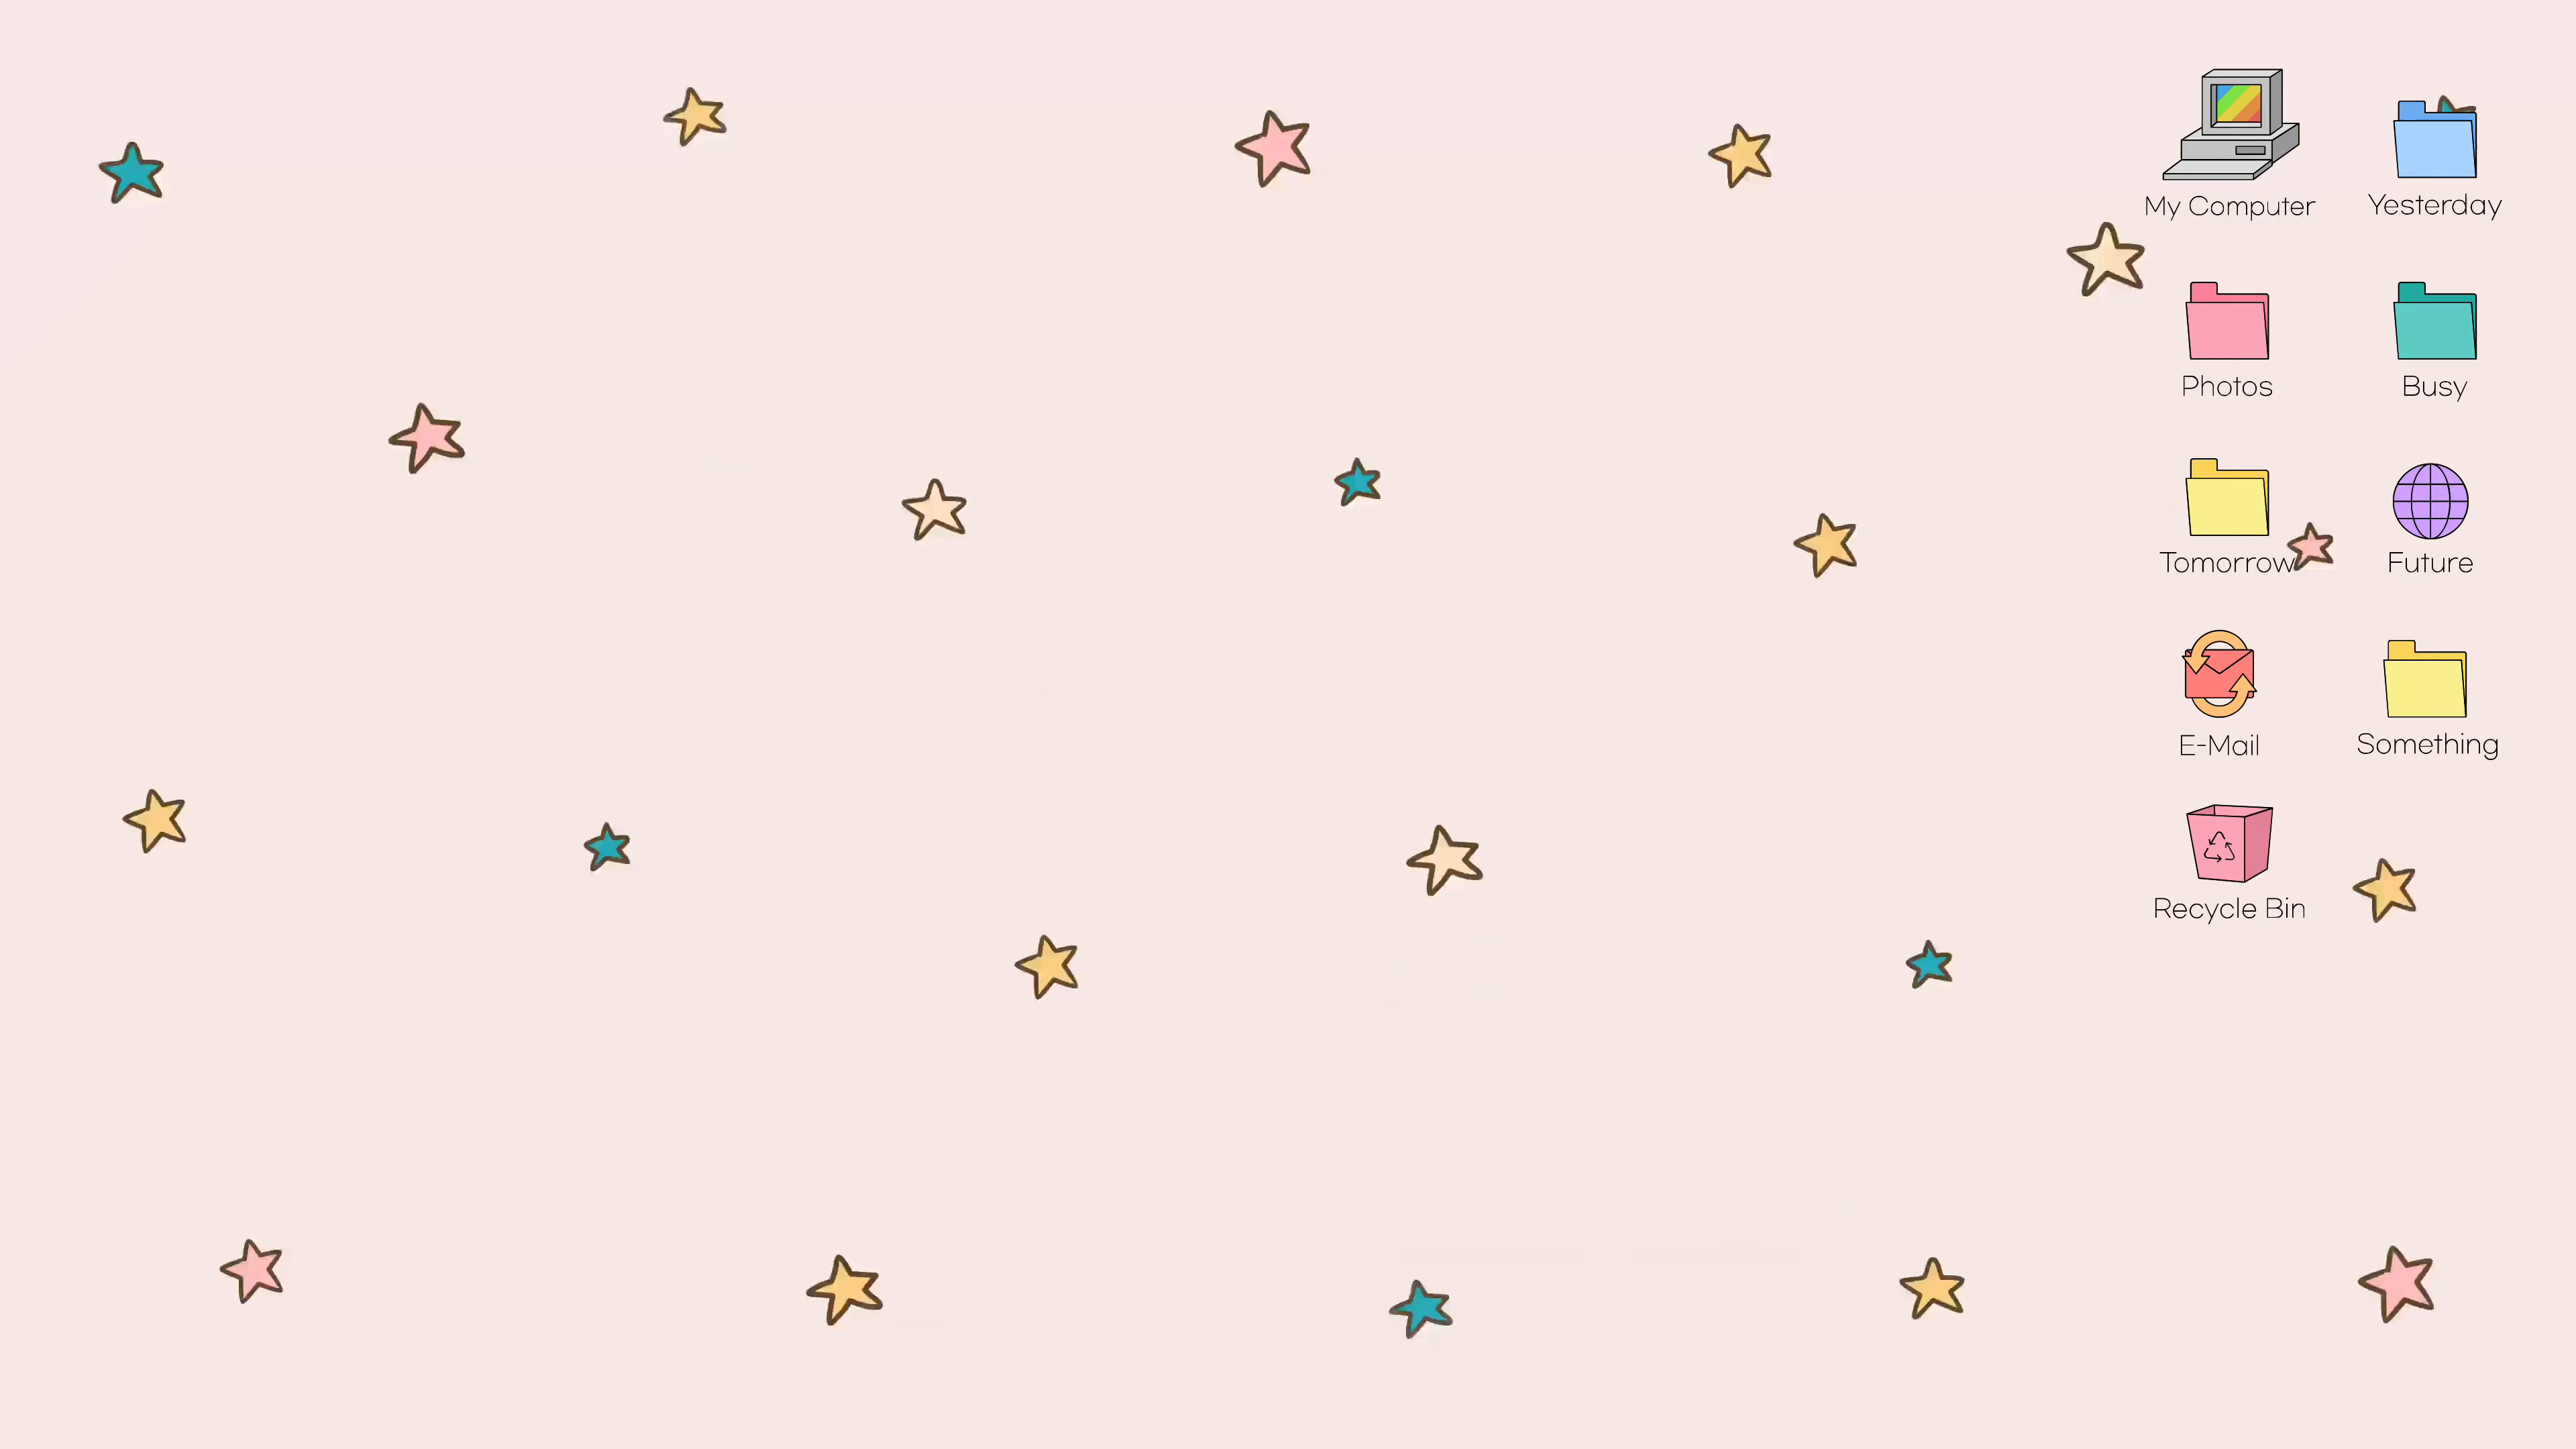 My Computer
Yesterday
Photos
Busy
Tomorrow
Future
E-Mail
Something
Recycle Bin